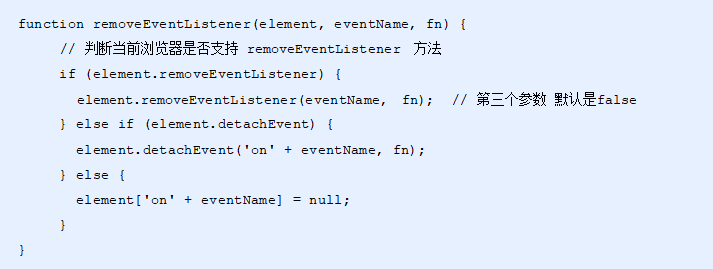 function removeEventListener(element, eventName, fn) {
// 判断当前浏览器是否支持 removeEventListener 方法
if (element.removeEventListener) {
element.removeEventListener(eventName, fn); // 第三个参数 默认是false
} else if (element.detachEvent) {
element.detachEvent('on' + eventName, fn);
} else {
element['on' + eventName] = null;
}
}